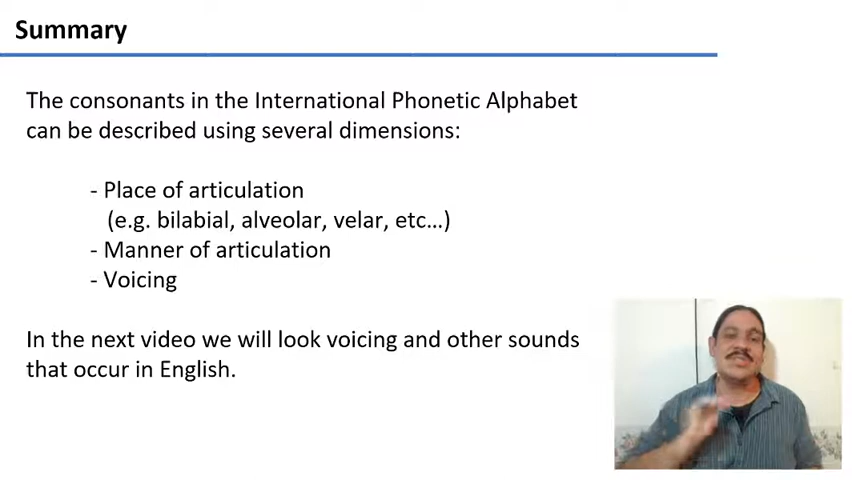 Summary
The consonants in the International Phonetic Alphabet
can be described using several dimensions:
- Place of articulation
(e.g. bilabial, alveolar, velar, etc…)
- Manner of articulation
- Voicing
In the next video we will look voicing and other sounds
that occur in English.